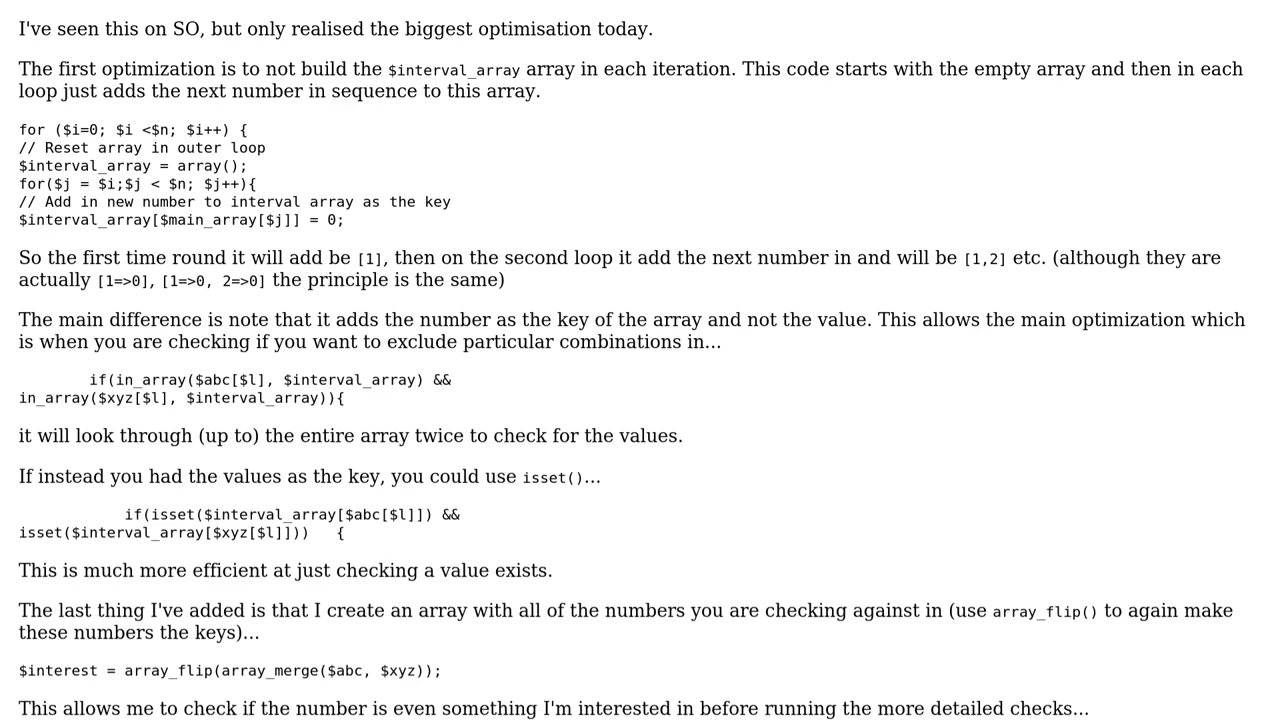 I've seen this on SO, but only realised the biggest optimisation today.
The first optimization is to not build the $interval_array array in each iteration. This code starts with the empty array and then in each
loop just adds the next number in sequence to this array.
for ($i=0; $i <$n; $i++) {
// Reset array in outer loop
$interval_array = array();
for($j = $i;$j < $n; $j++){
// Add in new number to interval array as the key
$interval_array[$main_array[$j]] = 0;
So the first time round it will add be [1], then on the second loop it add the next number in and will be [1,2] etc. (although they are
actually [1=>0], [1=>0, 2=>0] the principle is the same)
The main difference is note that it adds the number as the key of the array and not the value. This allows the main optimization which
is when you are checking if you want to exclude particular combinations in...
if(in_array($abc[$l], $interval_array) &&
in_array($xyz[$l], $interval_array)){
it will look through (up to) the entire array twice to check for the values.
If instead you had the values as the key, you could use isset()...
if(isset($interval_array[$abc[$l]]) &&
isset($interval_array[$xyz[$l]]))   {
This is much more efficient at just checking a value exists.
The last thing I've added is that I create an array with all of the numbers you are checking against in (use array_flip() to again make
these numbers the keys)...
$interest = array_flip(array_merge($abc, $xyz));
This allows me to check if the number is even something I'm interested in before running the more detailed checks...